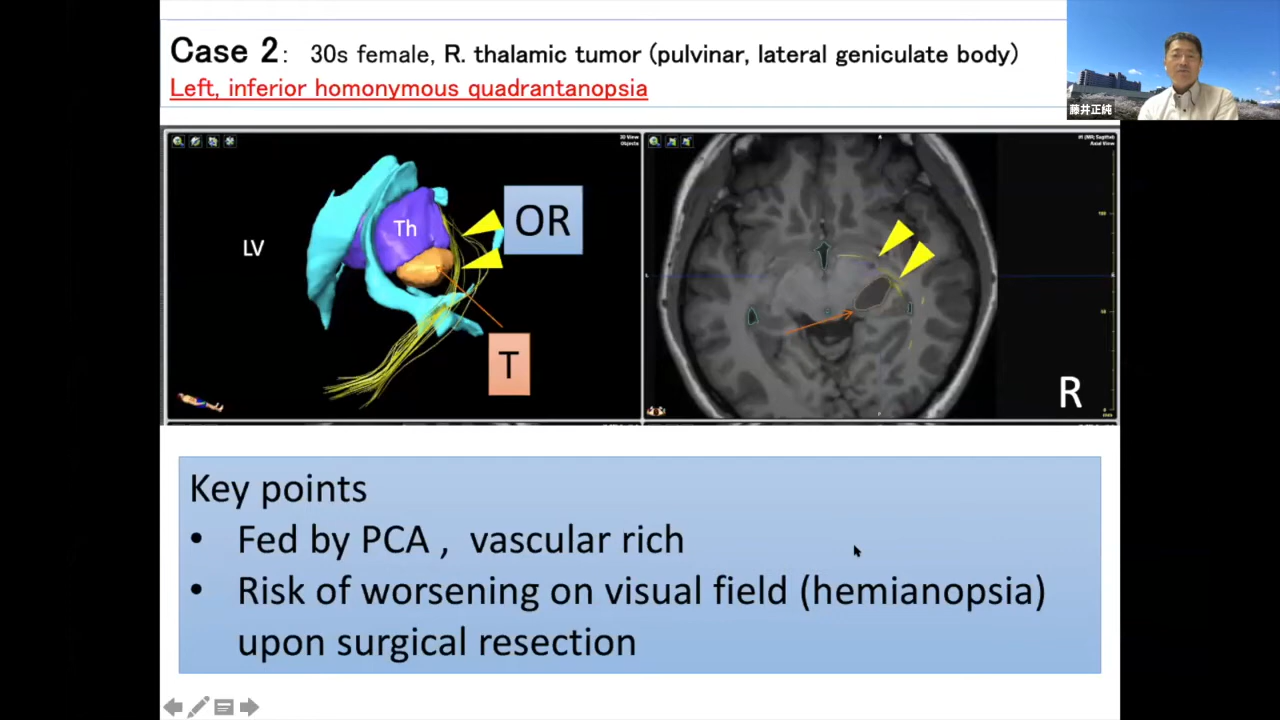 Case 2: 30s female, R. thalamic tumor (pulvinar, lateral geniculate body)
Left, inferior homonymous quadrantanopsia
藤井正純
LV
Th
OR
T
R
Key points
• Fed by PCA , vascular rich
• Risk of worsening on visual field (hemianopsia)
upon surgical resection